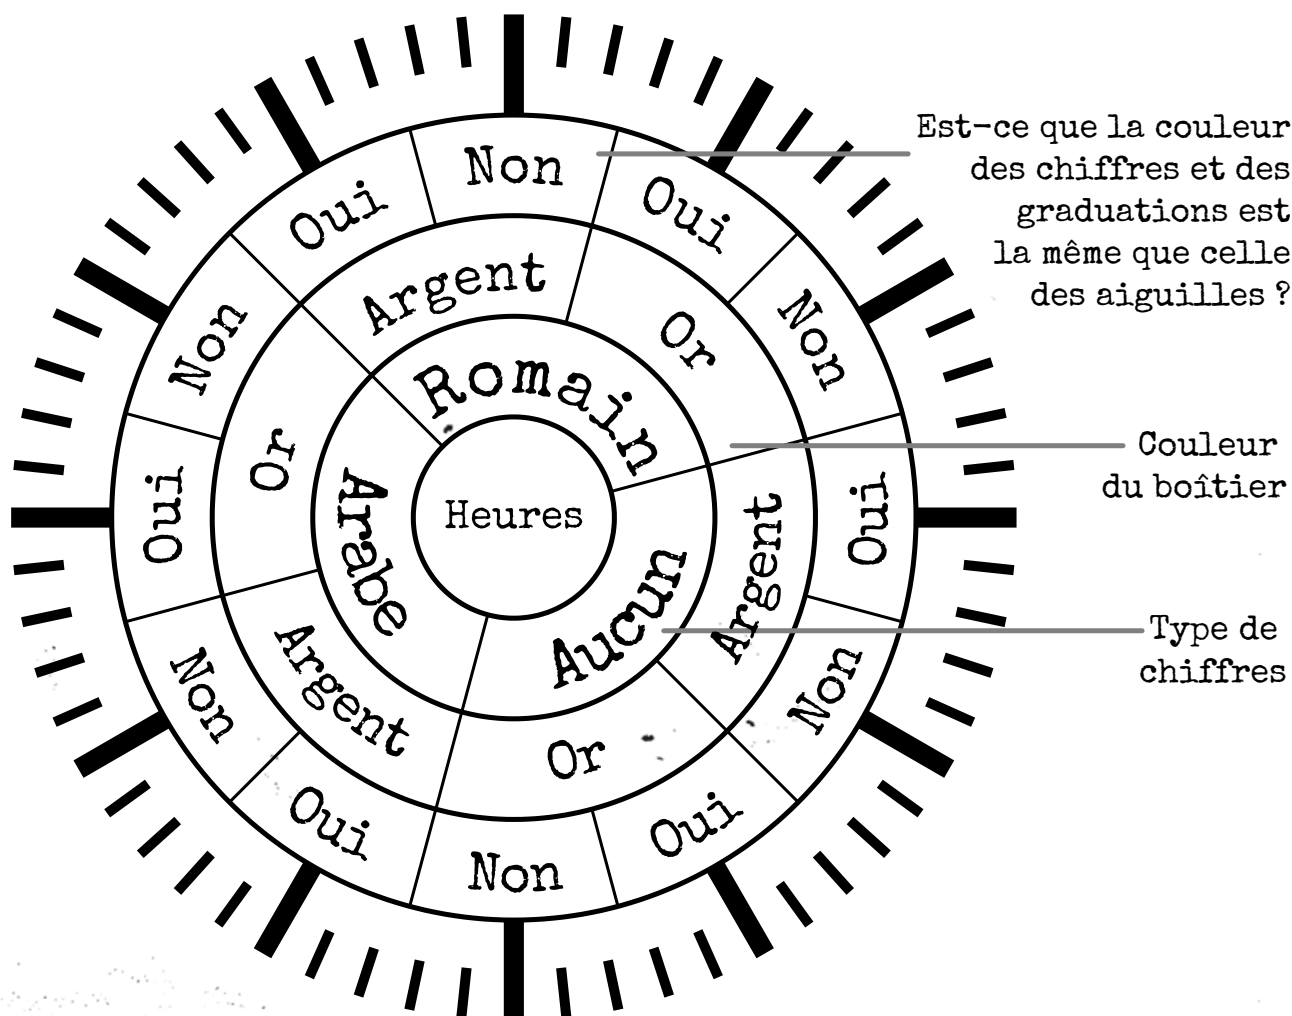 Non
Oui
Non
Oui
Non
Oui
Non
Oui
Non
Oui
Non
Oui
Argent
Or
Argent
Or
Argent
Or
Romain
Aucun
Arabe
Heures
Est-ce que la couleur
des chiffres et des
graduations est
la même que celle
des aiguilles ?
Couleur
du boîtier
Type de
chiffres